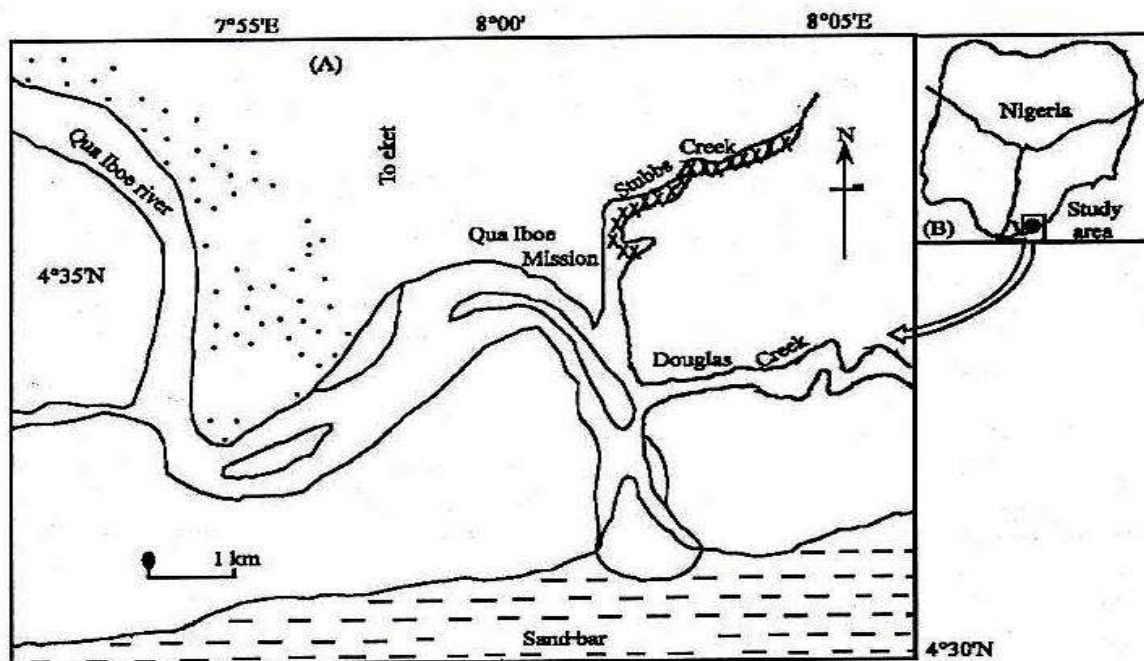 7°55'E
8°00'
8°05'E
(A)
Nigeria
(B)
Study
area
Qua Iboe river
To eket
Stubbs Creek
N
Qua Iboe
Mission
4°35'N
Douglas Creek
1 km
Sand bar
4°30'N